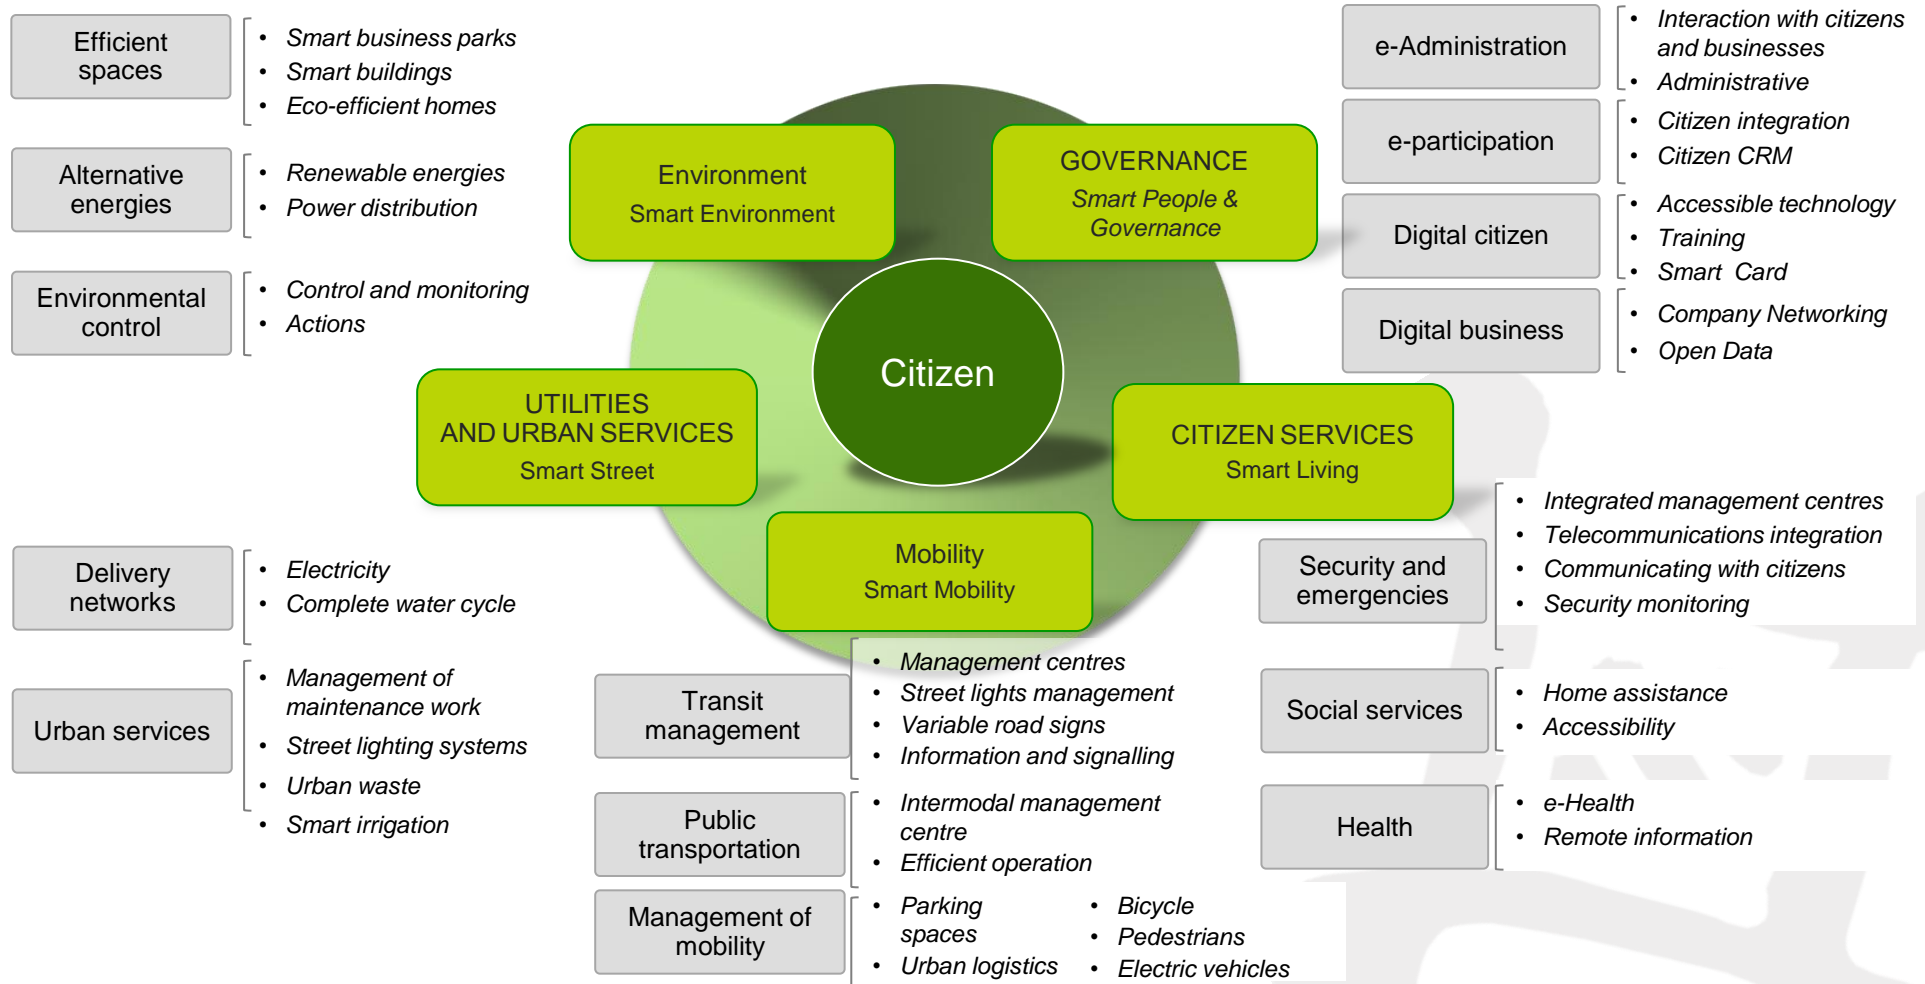 Efficient
spaces
• Smart business parks
• Smart buildings
• Eco-efficient homes
Alternative
energies
• Renewable energies
• Power distribution
Environmental
control
• Control and monitoring
• Actions
Environment
Smart Environment
GOVERNANCE
Smart People &
Governance
e-Administration
• Interaction with citizens
and businesses
• Administrative
e-participation
• Citizen integration
• Citizen CRM
Digital citizen
• Accessible technology
• Training
• Smart Card
Digital business
• Company Networking
• Open Data
Citizen
UTILITIES
AND URBAN SERVICES
Smart Street
CITIZEN SERVICES
Smart Living
Mobility
Smart Mobility
Delivery
networks
• Electricity
• Complete water cycle
Urban services
• Management of
maintenance work
• Street lighting systems
• Urban waste
• Smart irrigation
Transit
management
• Management centres
• Street lights management
• Variable road signs
• Information and signalling
Public
transportation
• Intermodal management
centre
• Efficient operation
Management of
mobility
• Parking
spaces
• Urban logistics
• Bicycle
• Pedestrians
• Electric vehicles
Security and
emergencies
• Integrated management centres
• Telecommunications integration
• Communicating with citizens
• Security monitoring
Social services
• Home assistance
• Accessibility
Health
• e-Health
• Remote information